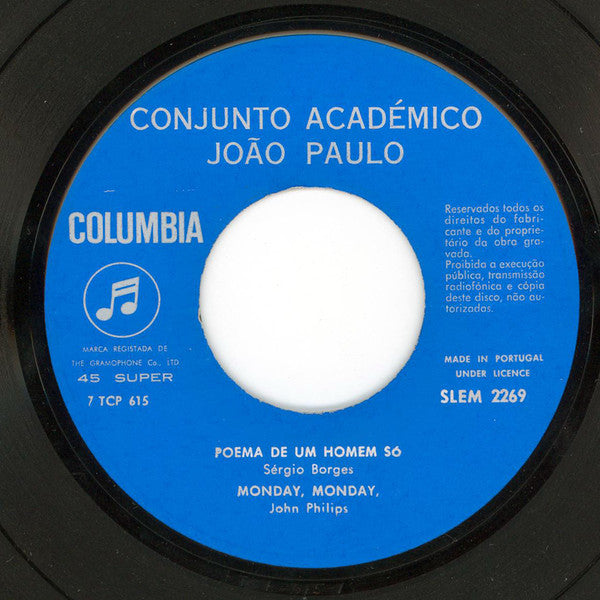 CONJUNTO ACADÉMICO
JOÃO PAULO
COLUMBIA
Reservados todos os
direitos do fabri-
cante e do proprie-
tário da obra gra-
vada.
Proibida a execução
pública, transmissão
radiofónica e cópia
deste disco, não au-
torizadas.
MARCA REGISTADA DE
THE GRAMOPHONE Co., LTD
45 SUPER
7 TCP 615
MADE IN PORTUGAL
UNDER LICENCE
SLEM 2269
POEMA DE UM HOMEM SÓ
Sérgio Borges
MONDAY, MONDAY,
John Philips